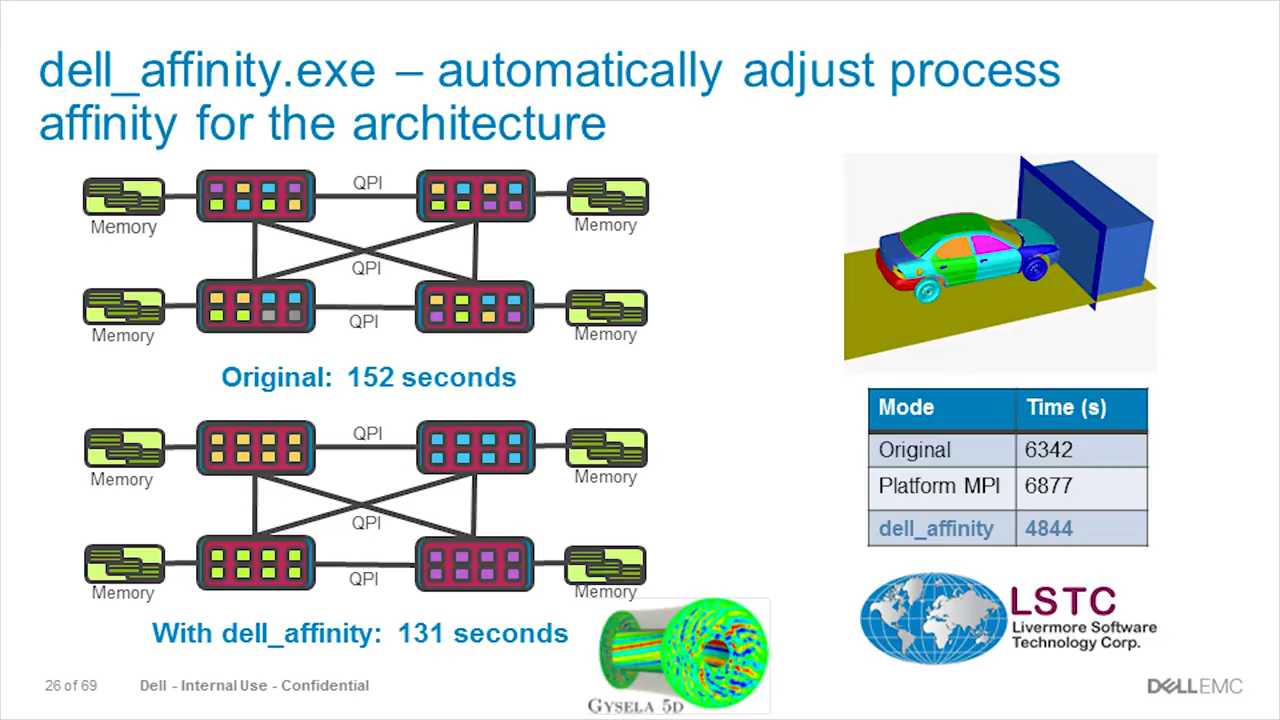 dell_affinity.exe – automatically adjust process
affinity for the architecture
QPI
Memory
Memory
QPI
QPI
Memory
Memory
Original: 152 seconds
QPI
Memory
Memory
QPI
QPI
Memory
Memory
With dell_affinity: 131 seconds
GYSELA 5D
Mode Time (s)
Original 6342
Platform MPI 6877
dell_affinity 4844
LSTC
Livermore Software
Technology Corp.
26 of 69 Dell - Internal Use - Confidential
DELLEMC